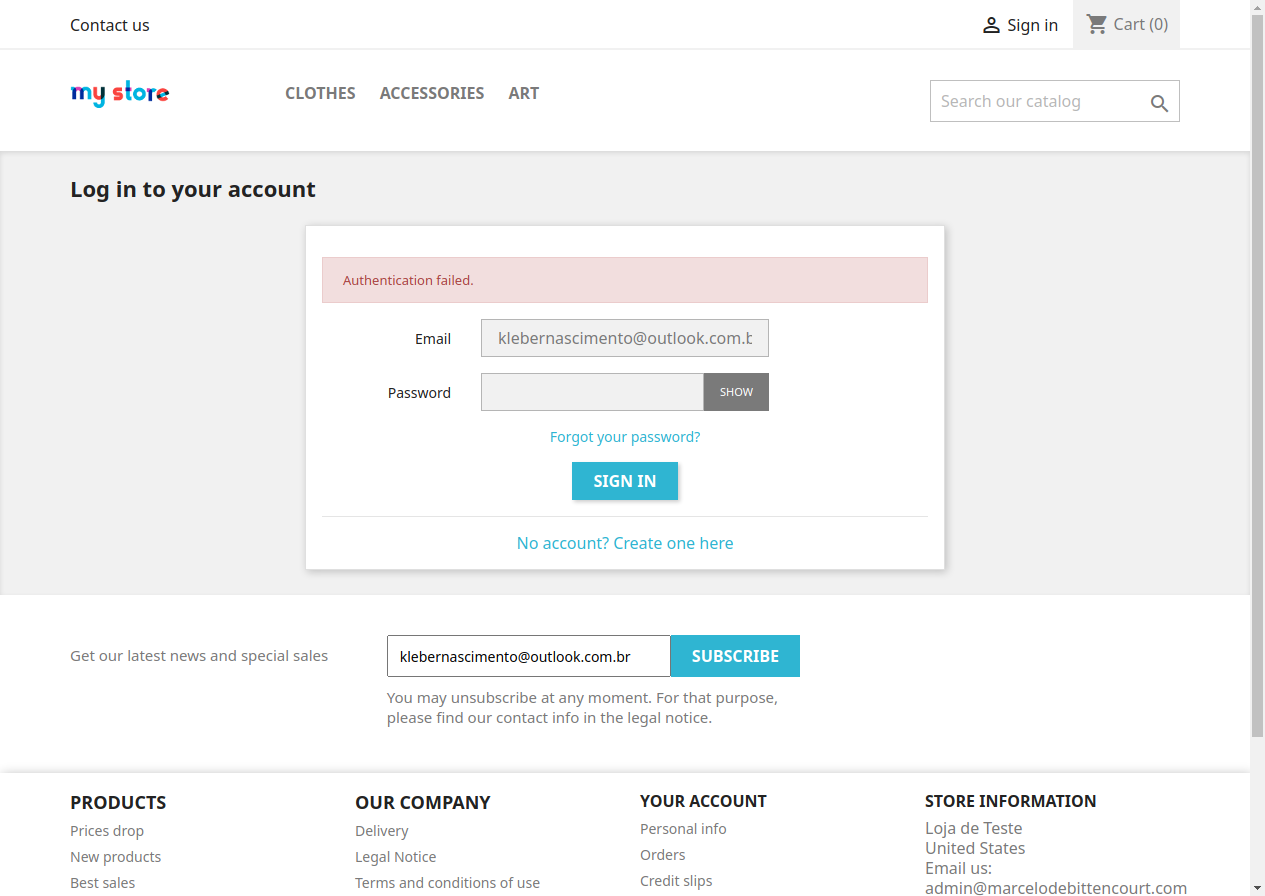 Contact us
Sign in
Cart (0)
my store
CLOTHES
ACCESSORIES
ART
Search our catalog
Log in to your account
Authentication failed.
Email
klebernascimento@outlook.com.b
Password
SHOW
Forgot your password?
SIGN IN
No account? Create one here
Get our latest news and special sales
klebernascimento@outlook.com.br
SUBSCRIBE
You may unsubscribe at any moment. For that purpose,
please find our contact info in the legal notice.
PRODUCTS
Prices drop
New products
Best sales
OUR COMPANY
Delivery
Legal Notice
Terms and conditions of use
YOUR ACCOUNT
Personal info
Orders
Credit slips
STORE INFORMATION
Loja de Teste
United States
Email us:
admin@marcelodebittencourt.com